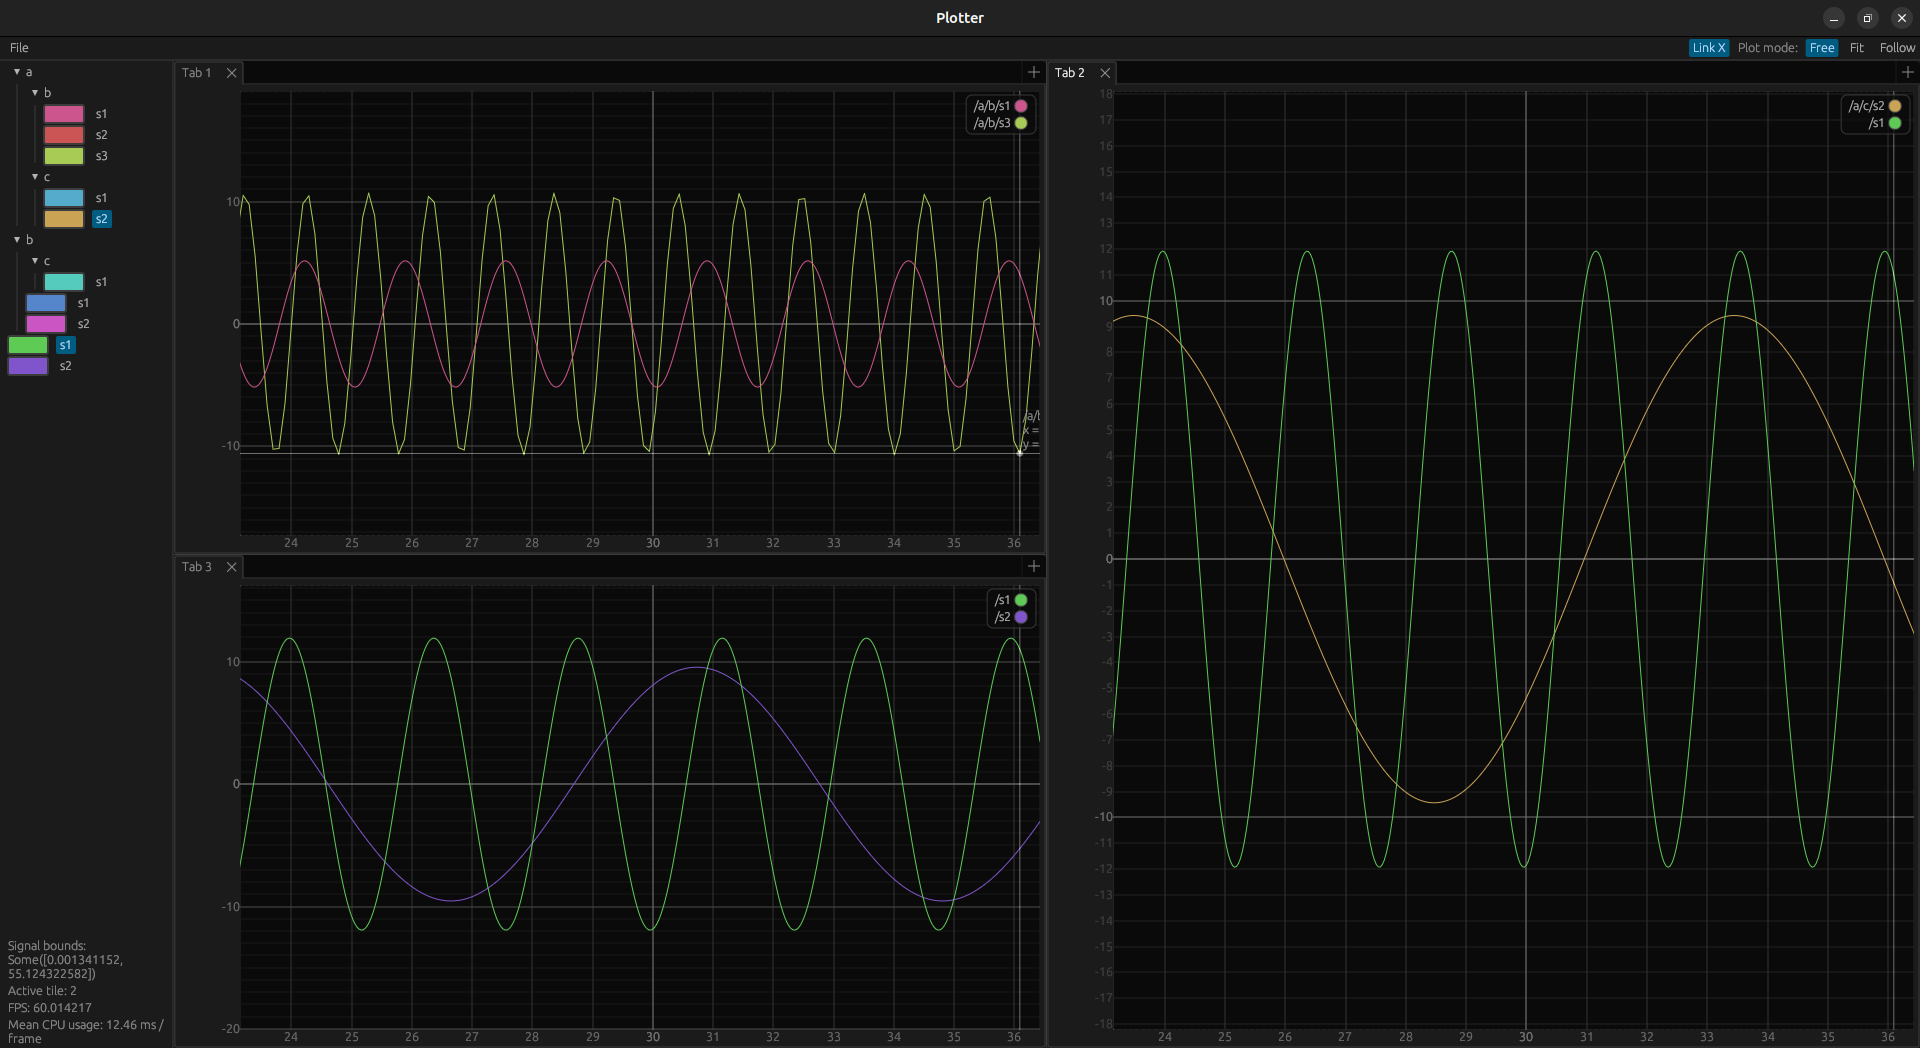 Plotter
File
Link X Plot mode: Free Fit Follow
a
b
s1
s2
s3
c
s1
s2
b
c
s1
s1
s2
s1
s2
Signal bounds:
Some([0.001341152,
55.124322582])
Active tile: 2
FPS: 60.014217
Mean CPU usage: 12.46 ms /
frame
Tab 1
/a/b/s1
/a/b/s3
10
0
-10
x =
y =
24 25 26 27 28 29 30 31 32 33 34 35 36
Tab 3
/s1
/s2
10
0
-10
-20
24 25 26 27 28 29 30 31 32 33 34 35 36
Tab 2
/a/c/s2
/s1
18
17
16
15
14
13
12
11
10
9
8
7
6
5
4
3
2
1
0
-1
-2
-3
-4
-5
-6
-7
-8
-9
-10
-11
-12
-13
-14
-15
-16
-17
-18
24 25 26 27 28 29 30 31 32 33 34 35 36